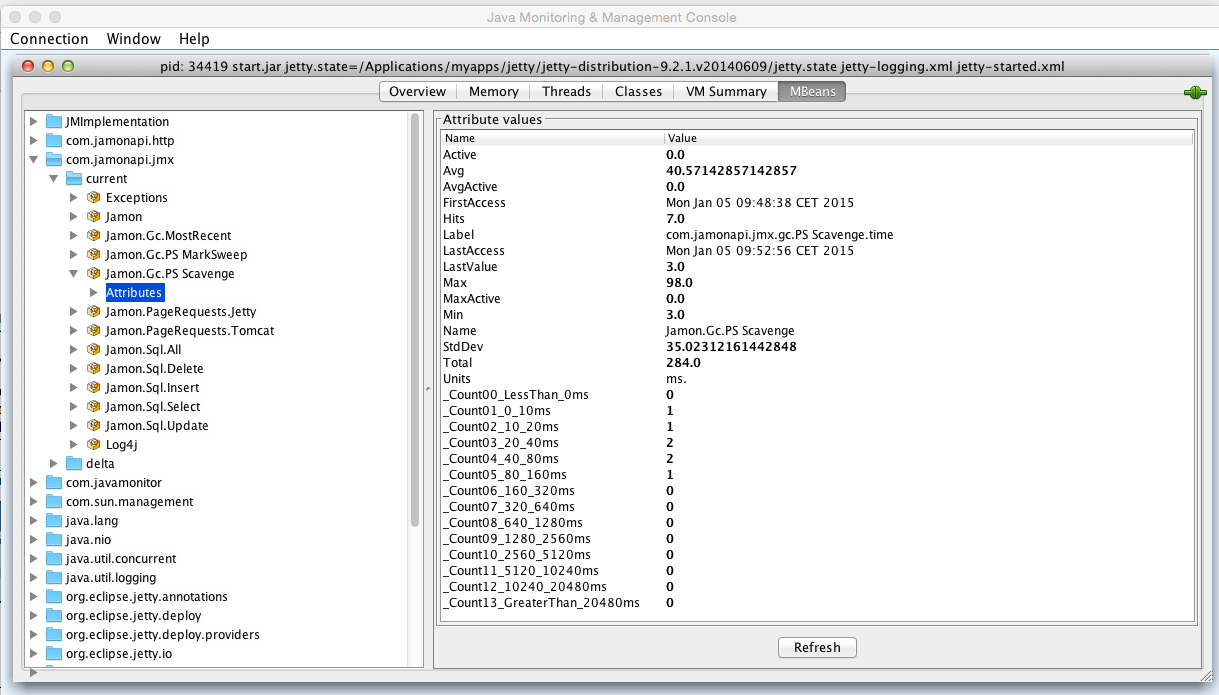 Java Monitoring & Management Console
Connection Window Help
pid: 34419 start.jar jetty.state=/Applications/myapps/jetty/jetty-distribution-9.2.1.v20140609/jetty.state jetty-logging.xml jetty-started.xml
Overview Memory Threads Classes VM Summary MBeans
JMImplementation
com.jamonapi.http
com.jamonapi.jmx
current
Exceptions
Jamon
Jamon.Gc.MostRecent
Jamon.Gc.PS MarkSweep
Jamon.Gc.PS Scavenge
Attributes
Jamon.PageRequests.Jetty
Jamon.PageRequests.Tomcat
Jamon.Sql.All
Jamon.Sql.Delete
Jamon.Sql.Insert
Jamon.Sql.Select
Jamon.Sql.Update
Log4j
delta
com.javamonitor
com.sun.management
java.lang
java.nio
java.util.concurrent
java.util.logging
org.eclipse.jetty.annotations
org.eclipse.jetty.deploy
org.eclipse.jetty.deploy.providers
org.eclipse.jetty.io
Attribute values
Name Value
Active 0.0
Avg 40.57142857142857
AvgActive 0.0
FirstAccess Mon Jan 05 09:48:38 CET 2015
Hits 7.0
Label com.jamonapi.jmx.gc.PS Scavenge.time
LastAccess Mon Jan 05 09:52:56 CET 2015
LastValue 3.0
Max 98.0
MaxActive 0.0
Min 3.0
Name Jamon.Gc.PS Scavenge
StdDev 35.02312161442848
Total 284.0
Units ms.
_Count00_LessThan_0ms 0
_Count01_0_10ms 1
_Count02_10_20ms 1
_Count03_20_40ms 2
_Count04_40_80ms 2
_Count05_80_160ms 1
_Count06_160_320ms 0
_Count07_320_640ms 0
_Count08_640_1280ms 0
_Count09_1280_2560ms 0
_Count10_2560_5120ms 0
_Count11_5120_10240ms 0
_Count12_10240_20480ms 0
_Count13_GreaterThan_20480ms 0
Refresh